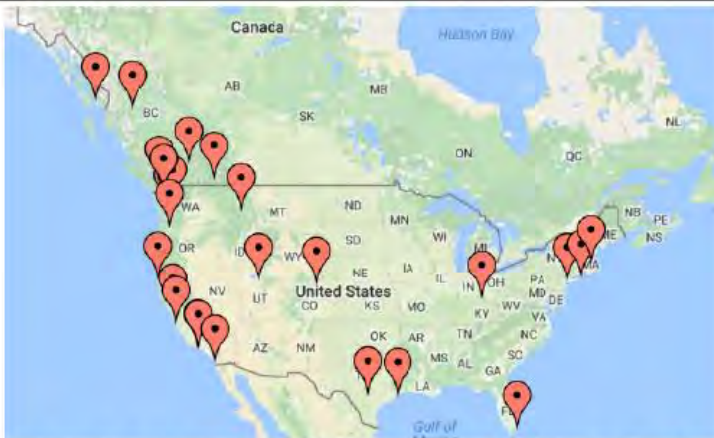 Canaca
Hudson Bay
AB
MB
BC
SK
NL
ON
QC
WA
NB
PE
MT
ND
ME
NS
MN
OR
ID
SD
WI
MI
N
WY
MA
NE
IA
IL
IN
OH
PA
NV
UT
United States
MD
DE
CO
KS
MO
WV
KY
VA
AZ
NM
OK
AR
TN
NC
MS
AL
SC
GA
LA
FL
Gulf of